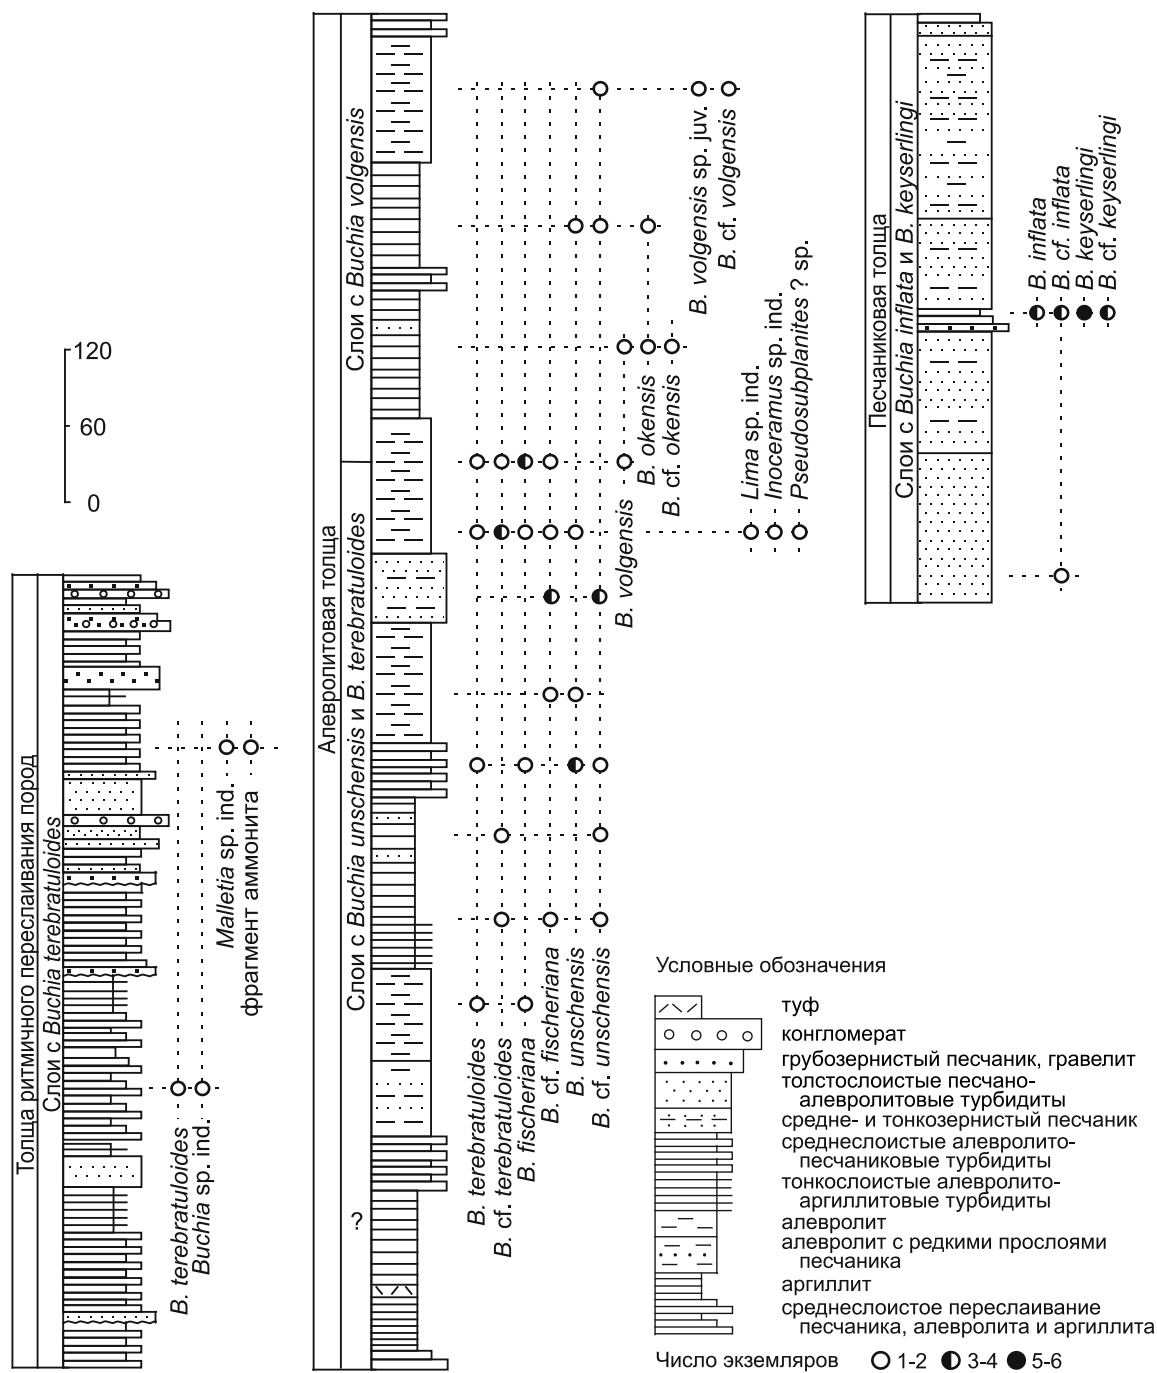 Толща ритмичного переслаивания пород
Слои с Buchia terebratuloides
B. terebratuloides
Buchia sp. ind.
Malletia sp. ind.
фрагмент аммонита
120
60
0
Алевролитовая толща
Слои с Buchia volgensis
Слои с Buchia unschensis и B. terebratuloides
?
B. terebratuloides
B. cf. terebratuloides
B. fischeriana
B. cf. fischeriana
B. unschensis
B. cf. unschensis
B. volgensis
B. okensis
B. cf. okensis
B. volgensis sp. juv.
B. cf. volgensis
Lima sp. ind.
Inoceramus sp. ind.
Pseudosubplanites ? sp.
Песчаниковая толща
Слои с Buchia inflata и B. keyserlingi
B. inflata
B. cf. inflata
B. keyserlingi
B. cf. keyserlingi
Условные обозначения
туф
конгломерат
грубозернистый песчаник, гравелит
толстослоистые песчано-
алевролитовые турбидиты
средне- и тонкозернистый песчаник
среднеслоистые алевролито-
песчаниковые турбидиты
тонкослоистые алевролито-
аргиллитовые турбидиты
алевролит
алевролит с редкими прослоями
песчаника
аргиллит
среднеслоистое переслаивание
песчаника, алевролита и аргиллита
Число экземляров 1-2 3-4 5-6